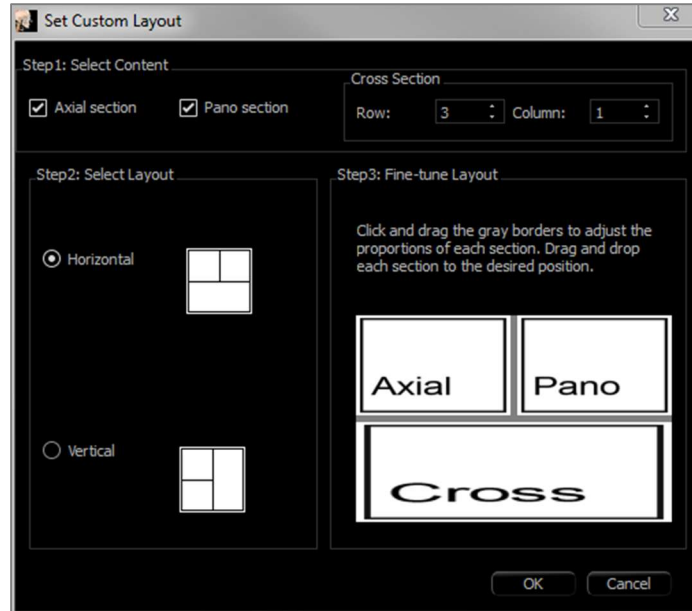 Set Custom Layout
Step1: Select Content
Axial section
Pano section
Cross Section
Row: 3 Column: 1
Step2: Select Layout
Horizontal
Vertical
Step3: Fine-tune Layout
Click and drag the gray borders to adjust the
proportions of each section. Drag and drop
each section to the desired position.
Axial
Pano
Cross
OK
Cancel